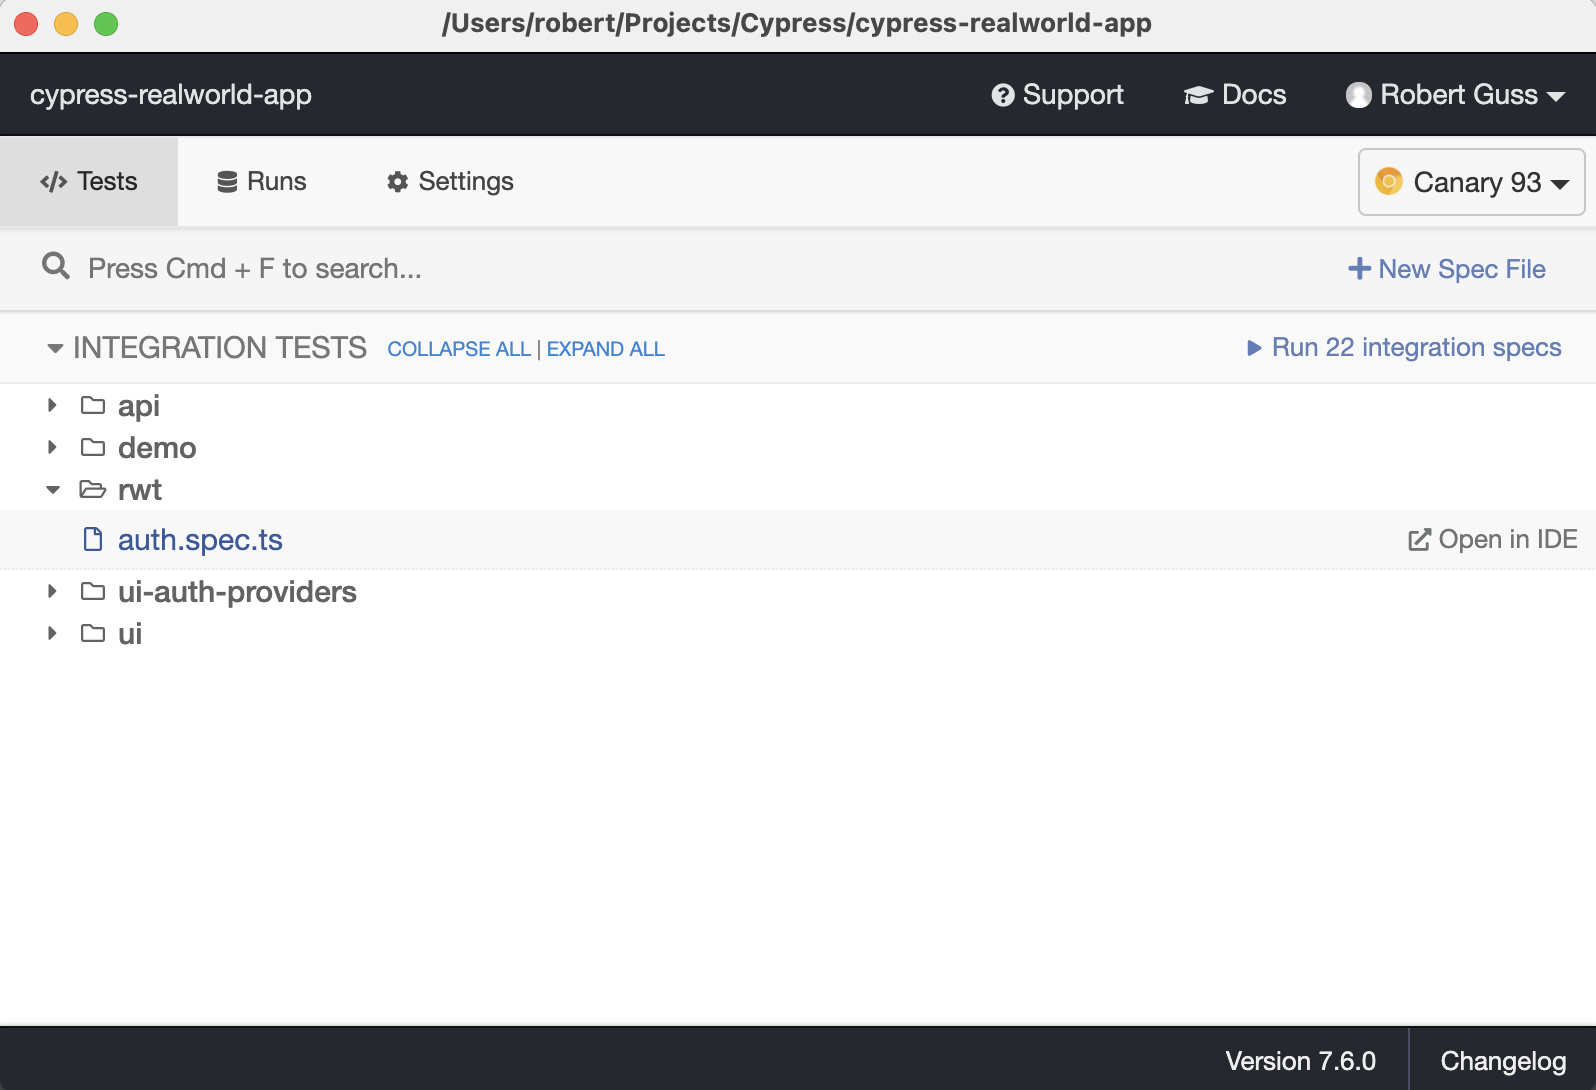 /Users/robert/Projects/Cypress/cypress-realworld-app
cypress-realworld-app Support Docs Robert Guss
Tests Runs Settings Canary 93
Press Cmd + F to search... New Spec File
INTEGRATION TESTS COLLAPSE ALL | EXPAND ALL Run 22 integration specs
api
demo
rwt
auth.spec.ts Open in IDE
ui-auth-providers
ui
Version 7.6.0 Changelog